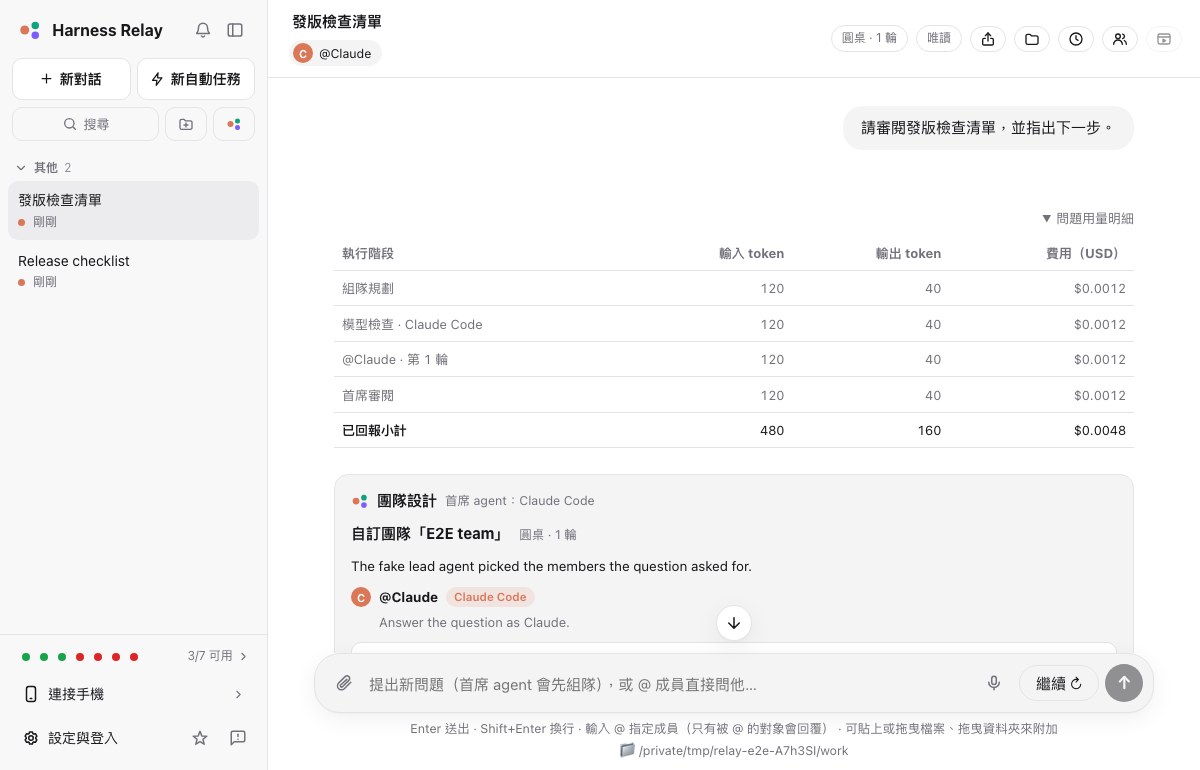 Harness Relay
新對話
新自動任務
搜尋
其他 2
發版檢查清單
剛剛
Release checklist
剛剛
3/7 可用
連接手機
設定與登入
發版檢查清單
C @Claude
圓桌 · 1 輪
唯讀
請審閱發版檢查清單，並指出下一步。
▼ 問題用量明細
執行階段 輸入 token 輸出 token 費用（USD）
組隊規劃 120 40 $0.0012
模型檢查 · Claude Code 120 40 $0.0012
@Claude · 第 1 輪 120 40 $0.0012
首席審閱 120 40 $0.0012
已回報小計 480 160 $0.0048
團隊設計 首席 agent：Claude Code
自訂團隊「E2E team」 圓桌 · 1 輪
The fake lead agent picked the members the question asked for.
C @Claude Claude Code
Answer the question as Claude.
提出新問題（首席 agent 會先組隊），或 @ 成員直接問他...
繼續
Enter 送出 · Shift+Enter 換行 · 輸入 @ 指定成員（只有被 @ 的對象會回覆） · 可貼上或拖曳檔案、拖曳資料夾來附加
/private/tmp/relay-e2e-A7h3SI/work